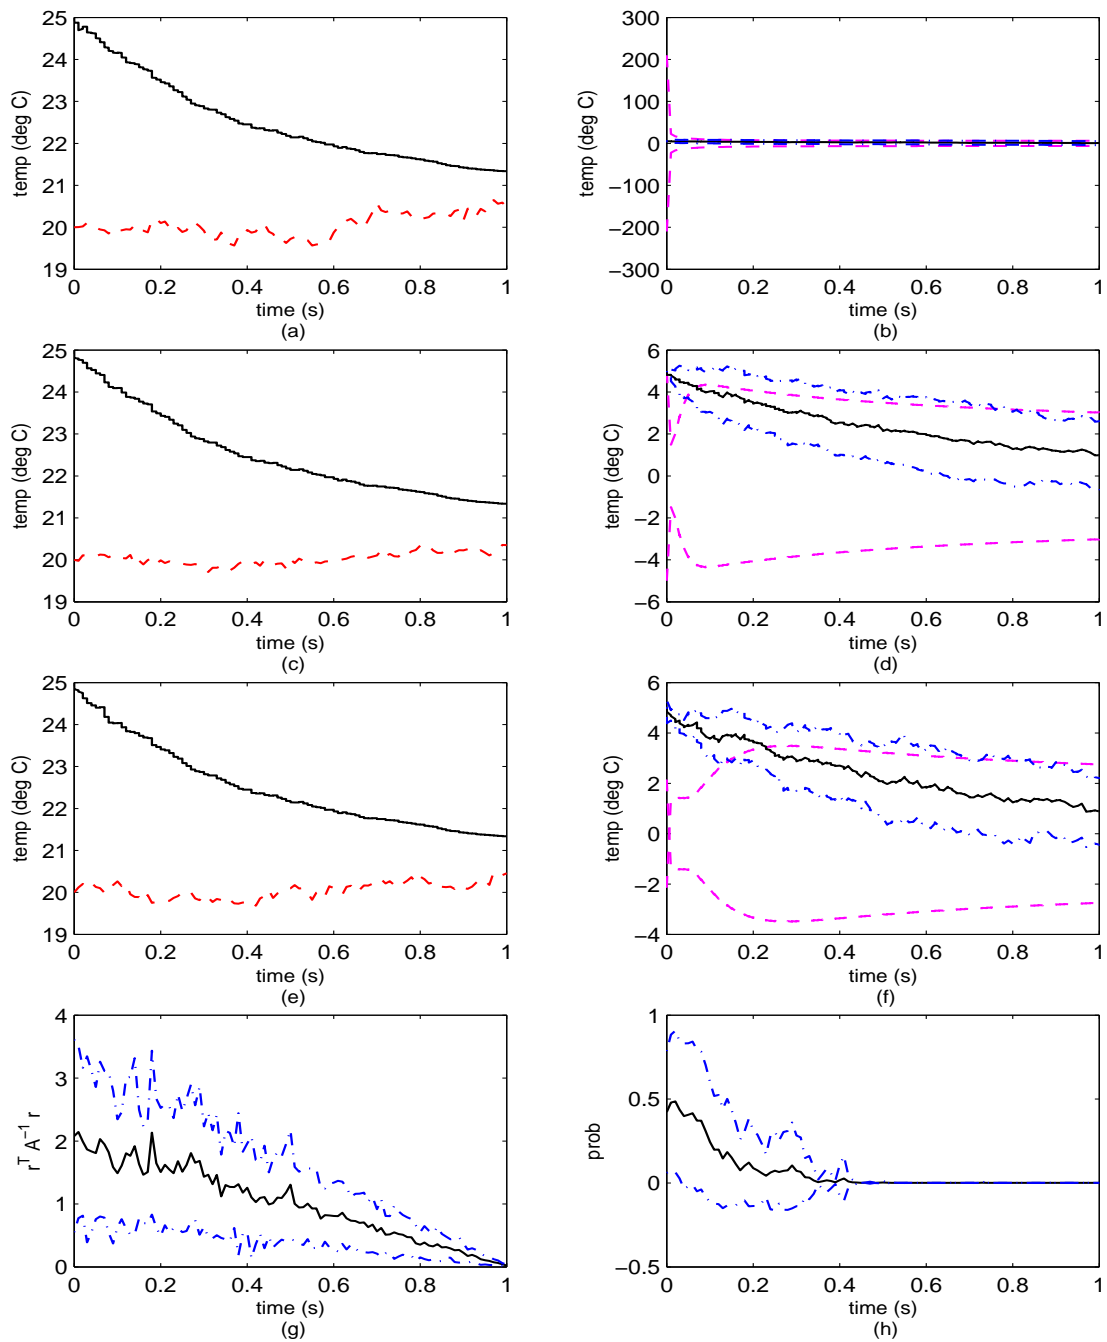 25
24
23
22
21
20
19
temp (deg C)
0 0.2 0.4 0.6 0.8 1
time (s)
(a)
300
200
100
0
−100
−200
−300
temp (deg C)
0 0.2 0.4 0.6 0.8 1
time (s)
(b)
25
24
23
22
21
20
19
temp (deg C)
0 0.2 0.4 0.6 0.8 1
time (s)
(c)
6
4
2
0
−2
−4
−6
temp (deg C)
0 0.2 0.4 0.6 0.8 1
time (s)
(d)
25
24
23
22
21
20
19
temp (deg C)
0 0.2 0.4 0.6 0.8 1
time (s)
(e)
6
4
2
0
−2
−4
temp (deg C)
0 0.2 0.4 0.6 0.8 1
time (s)
(f)
4
3
2
1
0
r^T A^−1 r
0 0.2 0.4 0.6 0.8 1
time (s)
(g)
1
0.5
0
−0.5
prob
0 0.2 0.4 0.6 0.8 1
time (s)
(h)